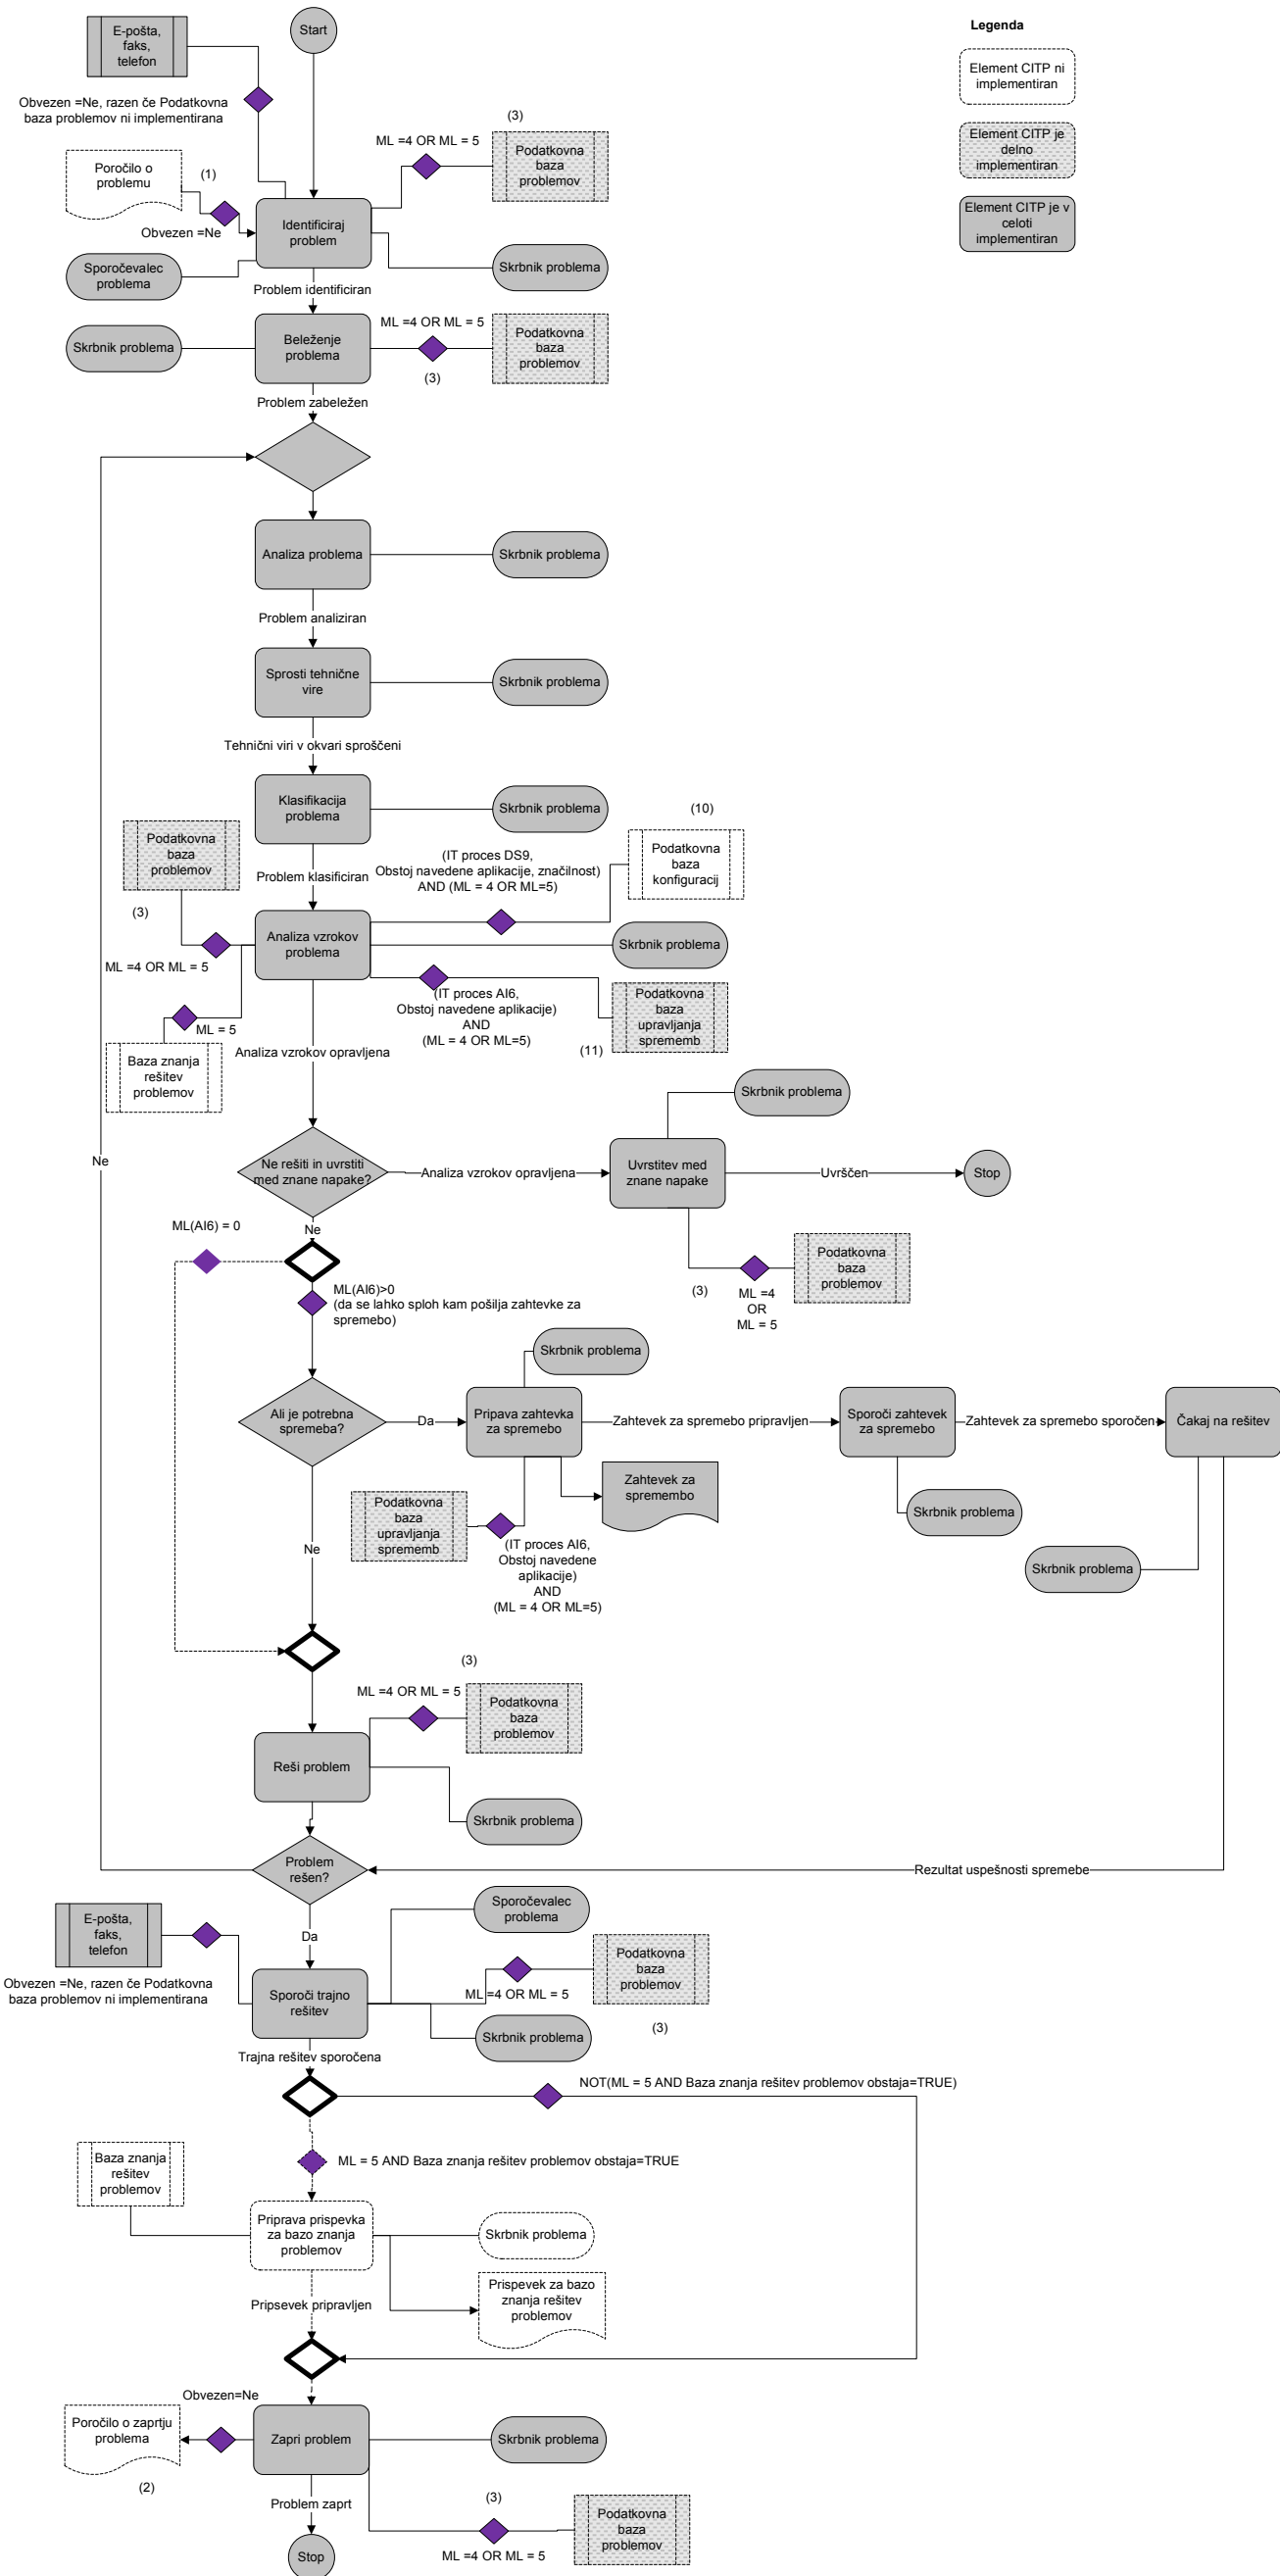 Legenda
Start
E-pošta,
faks,
telefon
Element CITP ni
implementiran
Obvezen =Ne, razen če Podatkovna
baza problemov ni implementirana
(3)
ML =4 OR ML = 5
Podatkovna
baza
problemov
Element CITP je
delno
implementiran
Poročilo o
problemu
(1)
Obvezen =Ne
Identificiraj
problem
Element CITP je v
celoti
implementiran
Sporočevalec
problema
Skrbnik problema
Problem identificiran
Skrbnik problema
Beleženje
problema
ML =4 OR ML = 5
(3)
Podatkovna
baza
problemov
Problem zabeležen
Analiza problema
Skrbnik problema
Problem analiziran
Sprosti tehnične
vire
Skrbnik problema
Tehnični viri v okvari sproščeni
Klasifikacija
problema
Skrbnik problema
(10)
Podatkovna
baza
problemov
(3)
Problem klasificiran
(IT proces DS9,
Obstoj navedene aplikacije, značilnost)
AND (ML = 4 OR ML=5)
Podatkovna
baza
konfiguracij
Analiza vzrokov
problema
Skrbnik problema
ML =4 OR ML = 5
(IT proces AI6,
Obstoj navedene aplikacije)
AND
(ML = 4 OR ML=5)
(11)
Podatkovna
baza
upravljanja
sprememb
ML = 5
Baza znanja
rešitev
problemov
Analiza vzrokov opravljena
Skrbnik problema
Ne
Ne rešiti in uvrstiti
med znane napake?
Analiza vzrokov opravljena
Uvrstitev med
znane napake
Uvrščen
Stop
Ne
ML(AI6) = 0
ML(AI6)>0
(da se lahko sploh kam pošilja zahtevke za
spremebo)
(3)
ML =4
OR
ML = 5
Podatkovna
baza
problemov
Skrbnik problema
Ali je potrebna
spremeba?
Da
Pripava zahtevka
za spremebo
Zahtevek za spremebo pripravljen
Sporoči zahtevek
za spremebo
Zahtevek za spremebo sporočen
Čakaj na rešitev
Zahtevek za
spremembo
Podatkovna
baza
upravljanja
sprememb
(IT proces AI6,
Obstoj navedene
aplikacije)
AND
(ML = 4 OR ML=5)
Skrbnik problema
Skrbnik problema
Ne
(3)
ML =4 OR ML = 5
Podatkovna
baza
problemov
Reši problem
Skrbnik problema
Problem
rešen?
Rezultat uspešnosti spremebe
Da
E-pošta,
faks,
telefon
Obvezen =Ne, razen če Podatkovna
baza problemov ni implementirana
Sporočevalec
problema
Sporoči trajno
rešitev
ML =4 OR ML = 5
Podatkovna
baza
problemov
(3)
Skrbnik problema
Trajna rešitev sporočena
NOT(ML = 5 AND Baza znanja rešitev problemov obstaja=TRUE)
ML = 5 AND Baza znanja rešitev problemov obstaja=TRUE
Baza znanja
rešitev
problemov
Priprava prispevka
za bazo znanja
problemov
Skrbnik problema
Prispevek za bazo
znanja rešitev
problemov
Pripsevek pripravljen
Obvezen=Ne
Poročilo o zaprtju
problema
(2)
Zapri problem
Skrbnik problema
Problem zaprt
(3)
ML =4 OR ML = 5
Podatkovna
baza
problemov
Stop